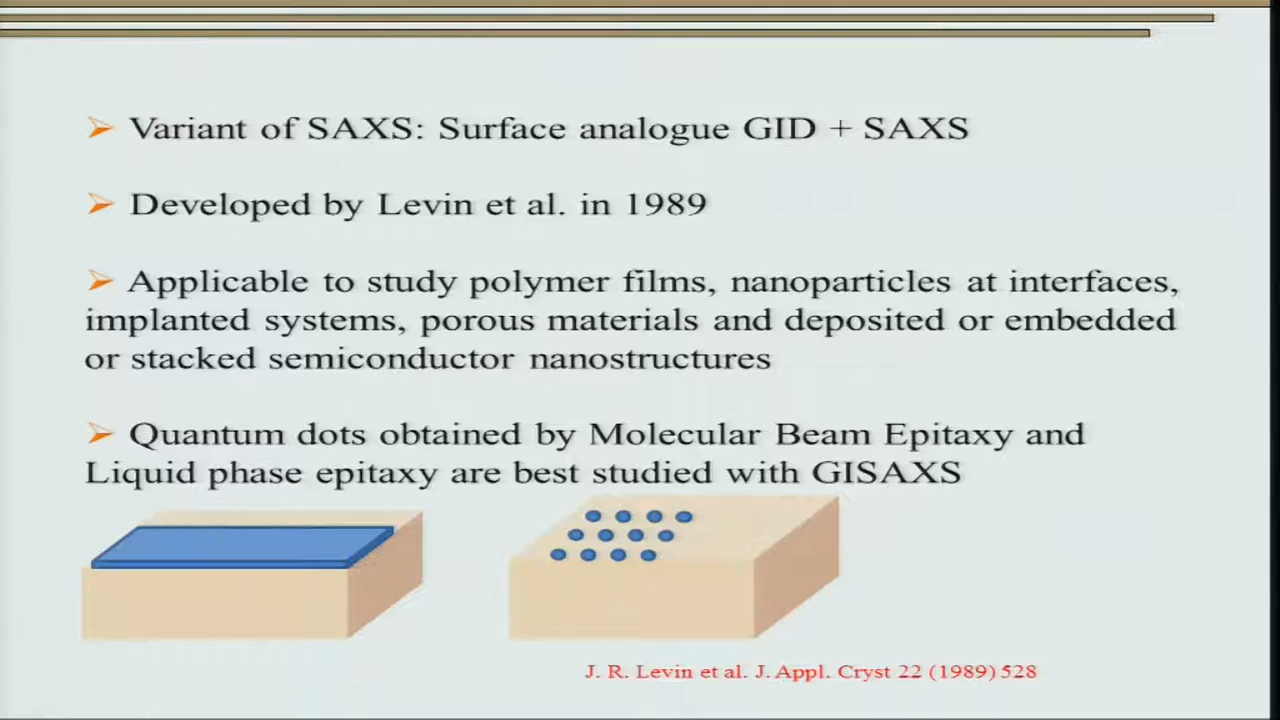 Variant of SAXS: Surface analogue GID + SAXS
Developed by Levin et al. in 1989
Applicable to study polymer films, nanoparticles at interfaces,
implanted systems, porous materials and deposited or embedded
or stacked semiconductor nanostructures
Quantum dots obtained by Molecular Beam Epitaxy and
Liquid phase epitaxy are best studied with GISAXS
J. R. Levin et al. J. Appl. Cryst 22 (1989) 528